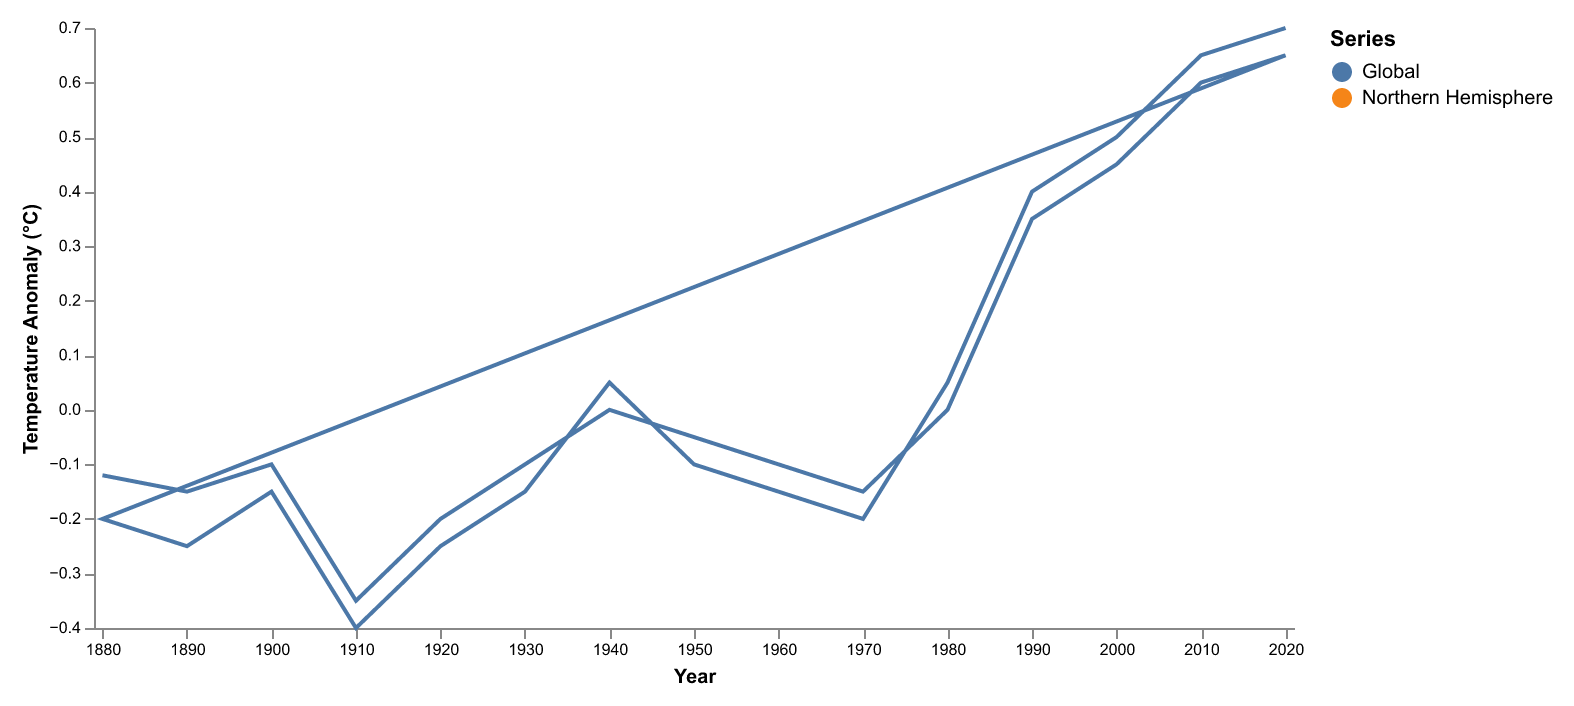 Series
Global
Northern Hemisphere
Temperature Anomaly (°C)
0.7
0.6
0.5
0.4
0.3
0.2
0.1
0.0
−0.1
−0.2
−0.3
−0.4
1880 1890 1900 1910 1920 1930 1940 1950 1960 1970 1980 1990 2000 2010 2020
Year